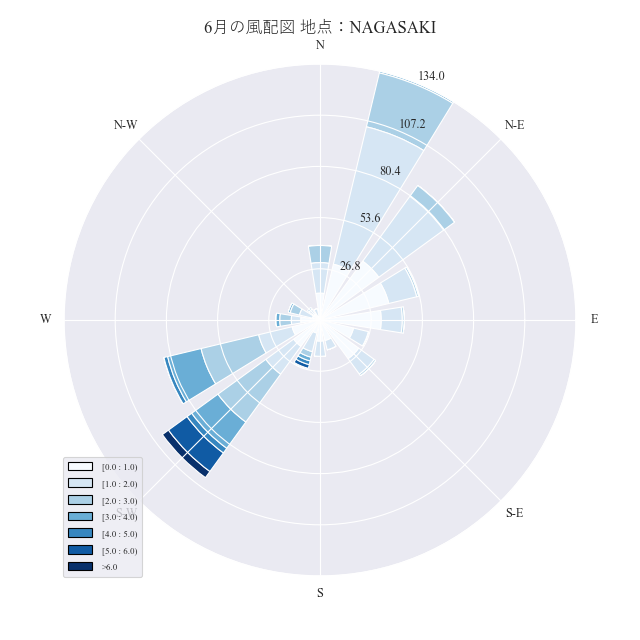 6月の風配図 地点：NAGASAKI
N
134.0
N-W
107.2
N-E
80.4
53.6
26.8
W
E
[0.0 : 1.0)
[1.0 : 2.0)
[2.0 : 3.0)
S-W
S-E
[3.0 : 4.0)
[4.0 : 5.0)
[5.0 : 6.0)
>6.0
S